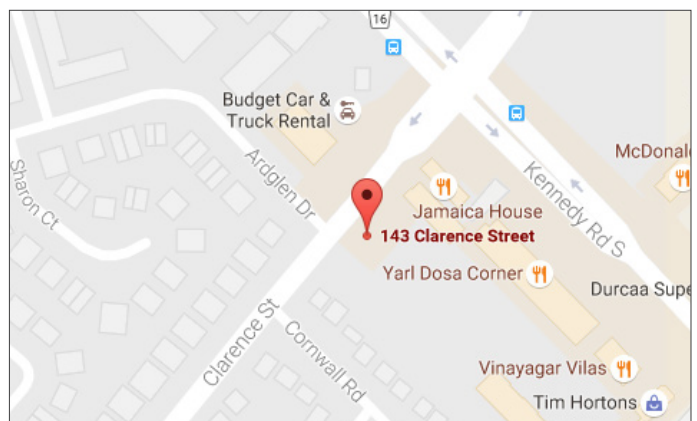 16
Budget Car &
Truck Rental
McDonal
Sharon Ct
Ardglen Dr
Kennedy Rd S
Jamaica House
143 Clarence Street
Yarl Dosa Corner
Durcaa Supe
Clarence St
Cornwall Rd
Vinayagar Vilas
Tim Hortons